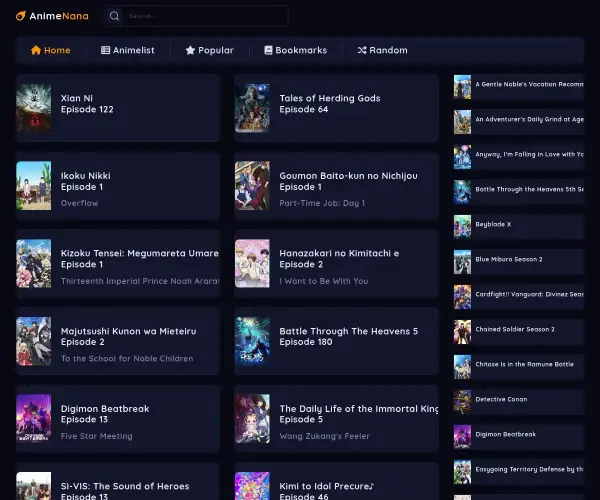 AnimeNana
Search...
Home
Animelist
Popular
Bookmarks
Random
Xian Ni
Episode 122
Tales of Herding Gods
Episode 64
Ikoku Nikki
Episode 1
Overflow
Goumon Baito-kun no Nichijou
Episode 1
Part-Time Job: Day 1
Kizoku Tensei: Megumareta Umare
Episode 1
Thirteenth Imperial Prince Noah Ararat
Hanazakari no Kimitachi e
Episode 2
I Want to Be With You
Majutsushi Kunon wa Mieteiru
Episode 2
To the School for Noble Children
Battle Through The Heavens 5
Episode 180
Digimon Beatbreak
Episode 13
Five Star Meeting
The Daily Life of the Immortal King
Episode 5
Wang Zukang's Feeler
SI-VIS: The Sound of Heroes
Episode 13
Kimi to Idol Precure♪
Episode 46
A Gentle Noble's Vacation Recomm
An Adventurer's Daily Grind at Age
Anyway, I'm Falling in Love with Yo
Battle Through the Heavens 5th Se
Beyblade X
Blue Miburo Season 2
Cardfight!! Vanguard: Divinez Seas
Chained Soldier Season 2
Chitose Is in the Ramune Bottle
Detective Conan
Digimon Beatbreak
Easygoing Territory Defense by th